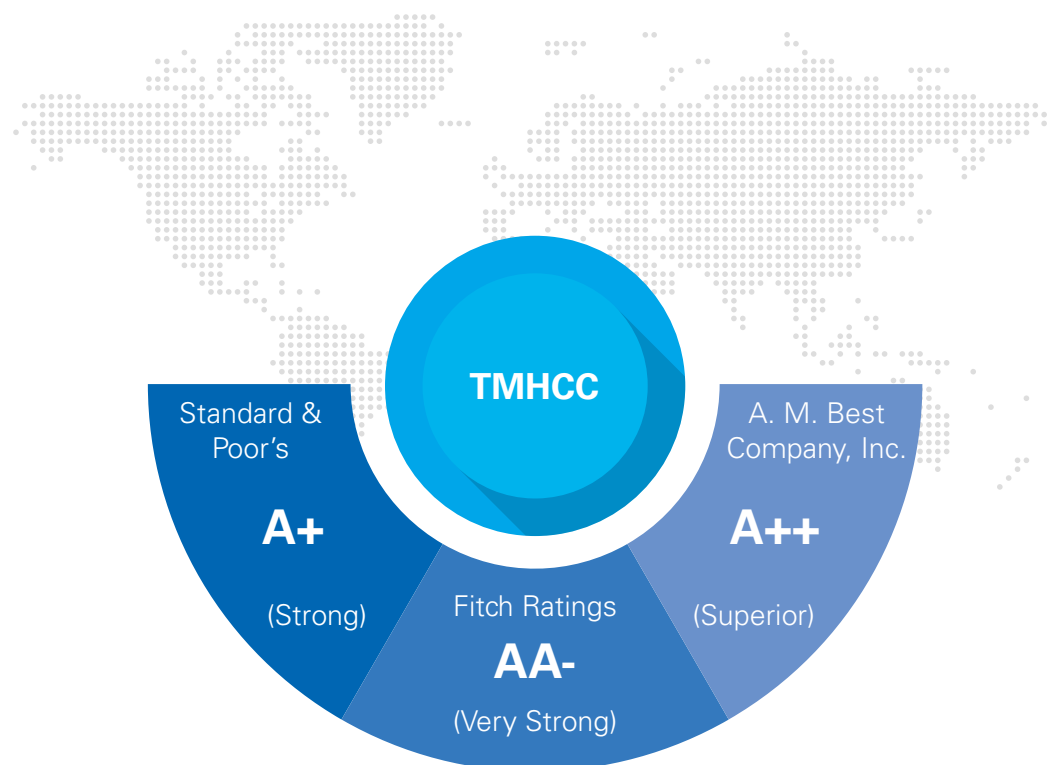 TMHCC
Standard &
Poor's
A+
(Strong)
Fitch Ratings
AA-
(Very Strong)
A. M. Best
Company, Inc.
A++
(Superior)